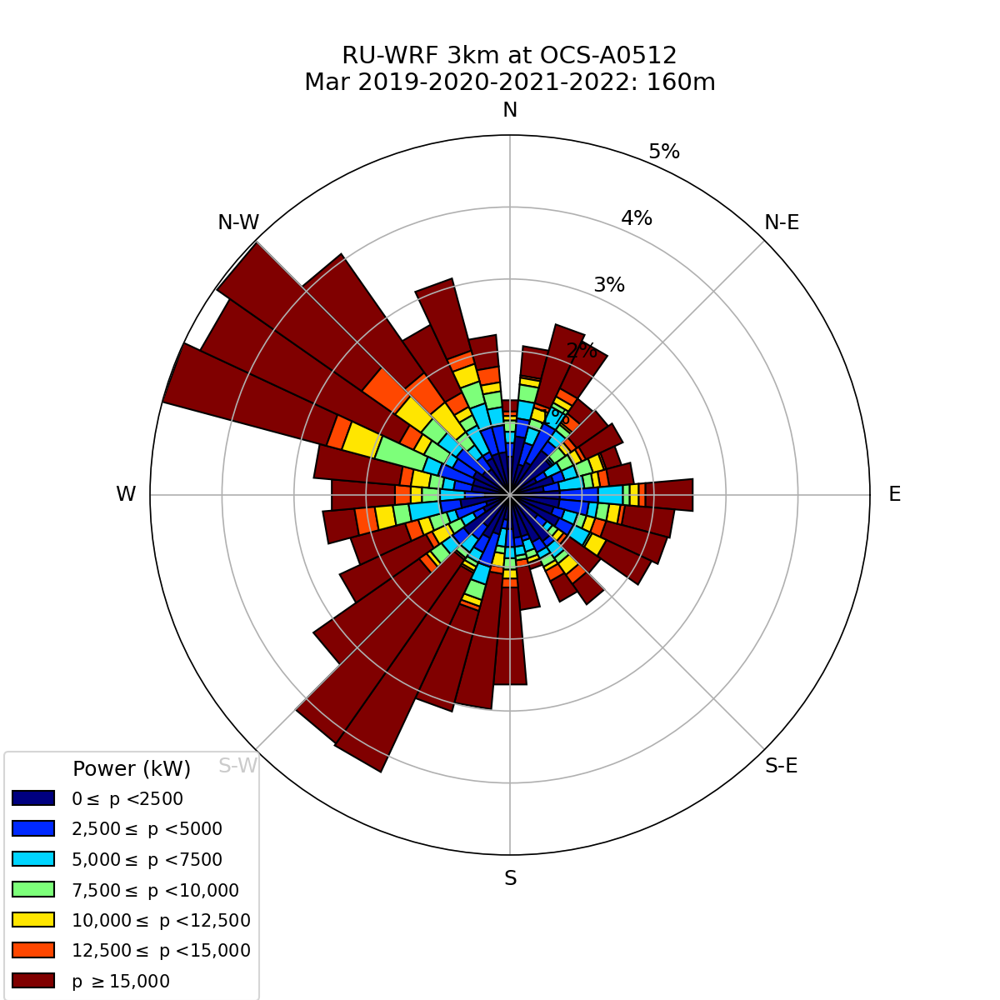 RU-WRF 3km at OCS-A0512
Mar 2019-2020-2021-2022: 160m
N
5%
N-W
4%
N-E
3%
2%
1%
W
E
S-W
S-E
S
Power (kW)
0≤ p <2500
2,500≤ p <5000
5,000≤ p <7500
7,500≤ p <10,000
10,000≤ p <12,500
12,500≤ p <15,000
p ≥15,000